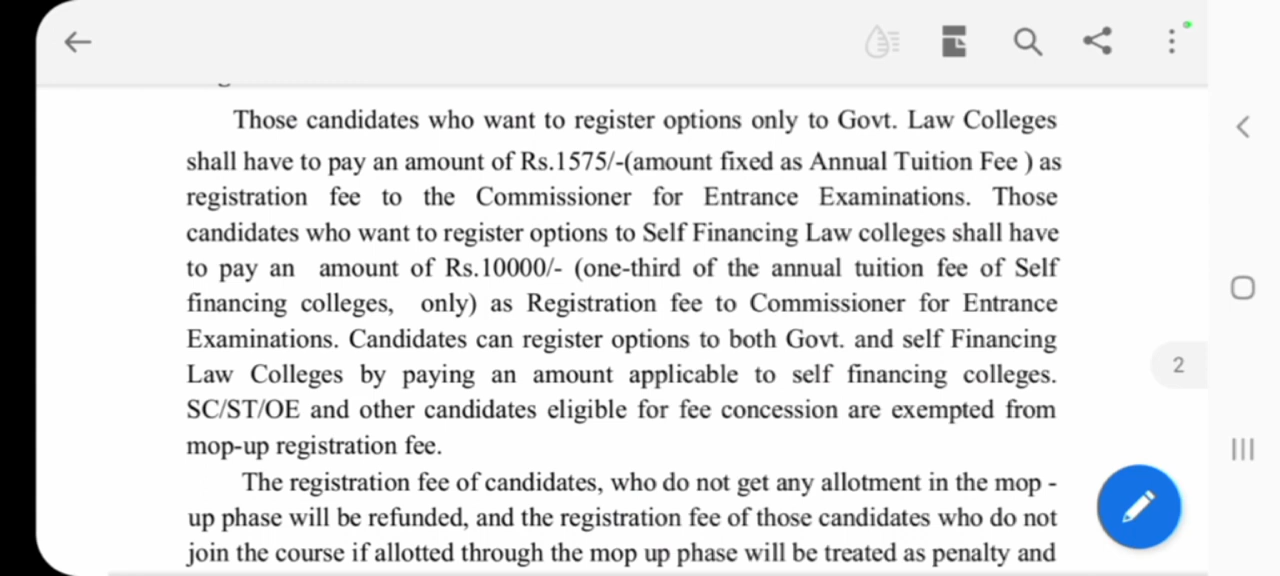 Those candidates who want to register options only to Govt. Law Colleges
shall have to pay an amount of Rs.1575/-(amount fixed as Annual Tuition Fee ) as
registration fee to the Commissioner for Entrance Examinations. Those
candidates who want to register options to Self Financing Law colleges shall have
to pay an amount of Rs.10000/- (one-third of the annual tuition fee of Self
financing colleges, only) as Registration fee to Commissioner for Entrance
Examinations. Candidates can register options to both Govt. and self Financing
Law Colleges by paying an amount applicable to self financing colleges.
2
SC/ST/OE and other candidates eligible for fee concession are exempted from
mop-up registration fee.
The registration fee of candidates, who do not get any allotment in the mop -
up phase will be refunded, and the registration fee of those candidates who do not
join the course if allotted through the mop up phase will be treated as penalty and